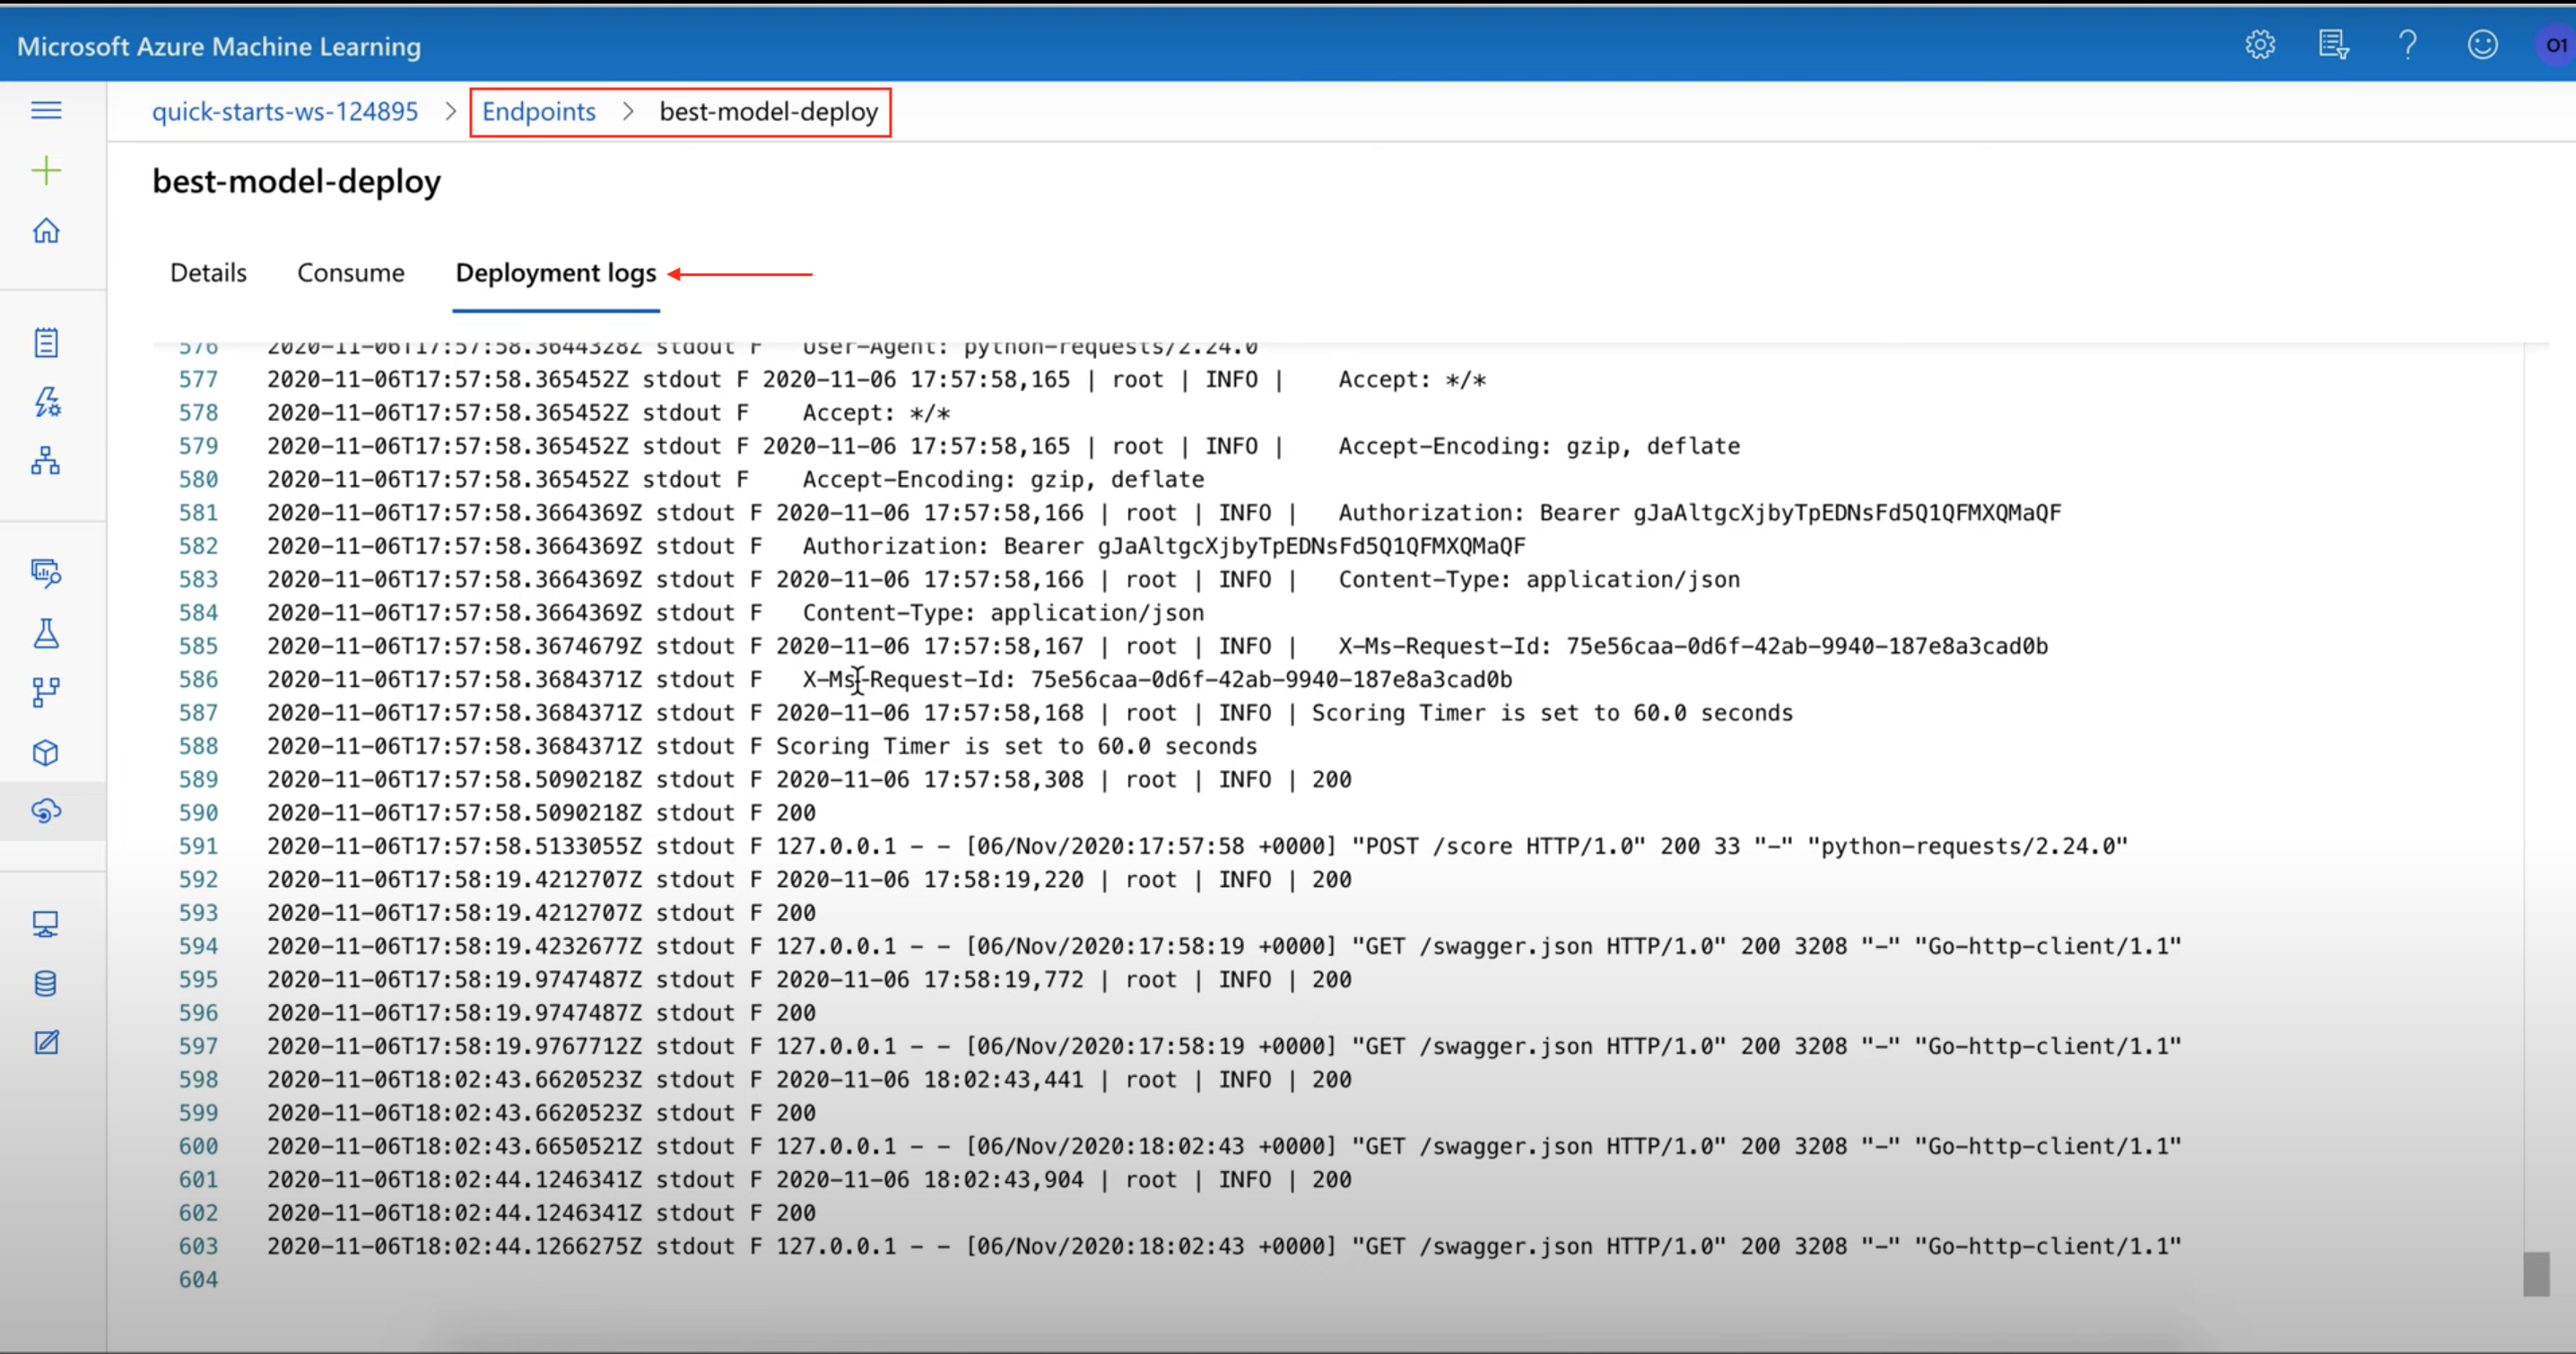 Microsoft Azure Machine Learning
O1
quick-starts-ws-124895 > Endpoints > best-model-deploy
best-model-deploy
Details Consume Deployment logs
576 2020-11-06T17:57:58.3644328Z stdout F User-Agent: python-requests/2.24.0
577 2020-11-06T17:57:58.365452Z stdout F 2020-11-06 17:57:58,165 | root | INFO | Accept: */*
578 2020-11-06T17:57:58.365452Z stdout F Accept: */*
579 2020-11-06T17:57:58.365452Z stdout F 2020-11-06 17:57:58,165 | root | INFO | Accept-Encoding: gzip, deflate
580 2020-11-06T17:57:58.365452Z stdout F Accept-Encoding: gzip, deflate
581 2020-11-06T17:57:58.3664369Z stdout F 2020-11-06 17:57:58,166 | root | INFO | Authorization: Bearer gJaAltgcXjbyTpEDNsFd5Q1QFMXQMaQF
582 2020-11-06T17:57:58.3664369Z stdout F Authorization: Bearer gJaAltgcXjbyTpEDNsFd5Q1QFMXQMaQF
583 2020-11-06T17:57:58.3664369Z stdout F 2020-11-06 17:57:58,166 | root | INFO | Content-Type: application/json
584 2020-11-06T17:57:58.3664369Z stdout F Content-Type: application/json
585 2020-11-06T17:57:58.3674679Z stdout F 2020-11-06 17:57:58,167 | root | INFO | X-Ms-Request-Id: 75e56caa-0d6f-42ab-9940-187e8a3cad0b
586 2020-11-06T17:57:58.3684371Z stdout F X-Ms-Request-Id: 75e56caa-0d6f-42ab-9940-187e8a3cad0b
587 2020-11-06T17:57:58.3684371Z stdout F 2020-11-06 17:57:58,168 | root | INFO | Scoring Timer is set to 60.0 seconds
588 2020-11-06T17:57:58.3684371Z stdout F Scoring Timer is set to 60.0 seconds
589 2020-11-06T17:57:58.5090218Z stdout F 2020-11-06 17:57:58,308 | root | INFO | 200
590 2020-11-06T17:57:58.5090218Z stdout F 200
591 2020-11-06T17:57:58.5133055Z stdout F 127.0.0.1 - - [06/Nov/2020:17:57:58 +0000] "POST /score HTTP/1.0" 200 33 "-" "python-requests/2.24.0"
592 2020-11-06T17:58:19.4212707Z stdout F 2020-11-06 17:58:19,220 | root | INFO | 200
593 2020-11-06T17:58:19.4212707Z stdout F 200
594 2020-11-06T17:58:19.4232677Z stdout F 127.0.0.1 - - [06/Nov/2020:17:58:19 +0000] "GET /swagger.json HTTP/1.0" 200 3208 "-" "Go-http-client/1.1"
595 2020-11-06T17:58:19.9747487Z stdout F 2020-11-06 17:58:19,772 | root | INFO | 200
596 2020-11-06T17:58:19.9747487Z stdout F 200
597 2020-11-06T17:58:19.9767712Z stdout F 127.0.0.1 - - [06/Nov/2020:17:58:19 +0000] "GET /swagger.json HTTP/1.0" 200 3208 "-" "Go-http-client/1.1"
598 2020-11-06T18:02:43.6620523Z stdout F 2020-11-06 18:02:43,441 | root | INFO | 200
599 2020-11-06T18:02:43.6620523Z stdout F 200
600 2020-11-06T18:02:43.6650521Z stdout F 127.0.0.1 - - [06/Nov/2020:18:02:43 +0000] "GET /swagger.json HTTP/1.0" 200 3208 "-" "Go-http-client/1.1"
601 2020-11-06T18:02:44.1246341Z stdout F 2020-11-06 18:02:43,904 | root | INFO | 200
602 2020-11-06T18:02:44.1246341Z stdout F 200
603 2020-11-06T18:02:44.1266275Z stdout F 127.0.0.1 - - [06/Nov/2020:18:02:43 +0000] "GET /swagger.json HTTP/1.0" 200 3208 "-" "Go-http-client/1.1"
604